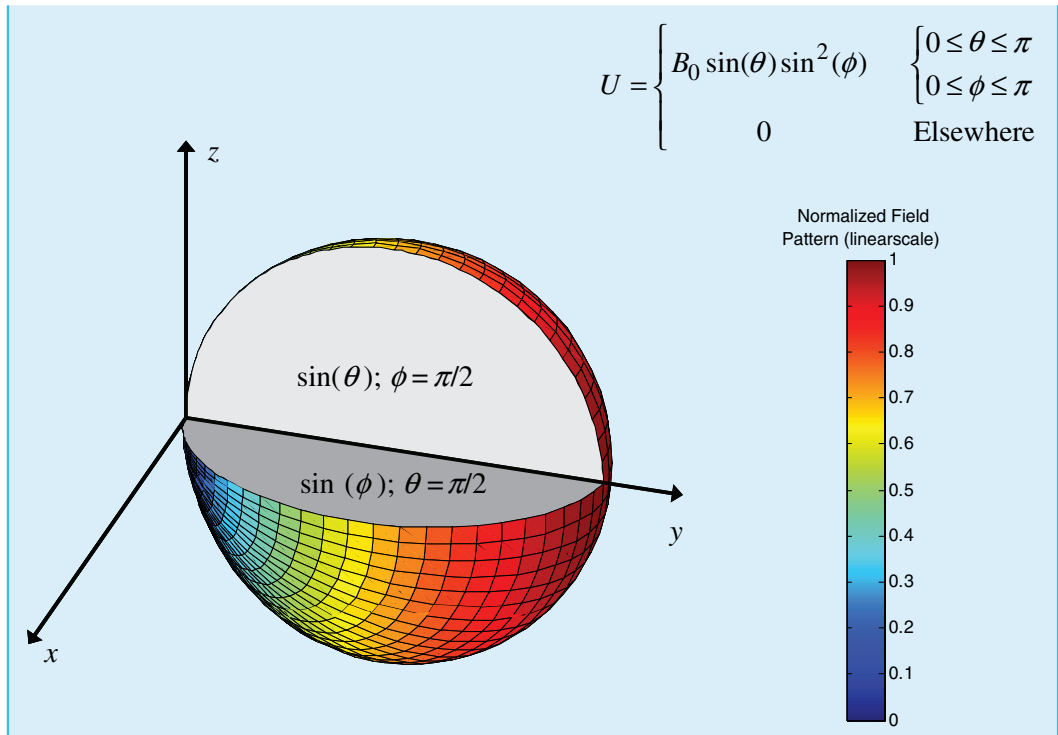 U = { B₀ sin(θ) sin²(ϕ) { 0 ≤ θ ≤ π
0 ≤ ϕ ≤ π
0 Elsewhere
z
Normalized Field
Pattern (linearscale)
1
0.9
0.8
0.7
0.6
0.5
0.4
0.3
0.2
0.1
0
sin(θ); ϕ = π/2
sin (ϕ); θ = π/2
y
x